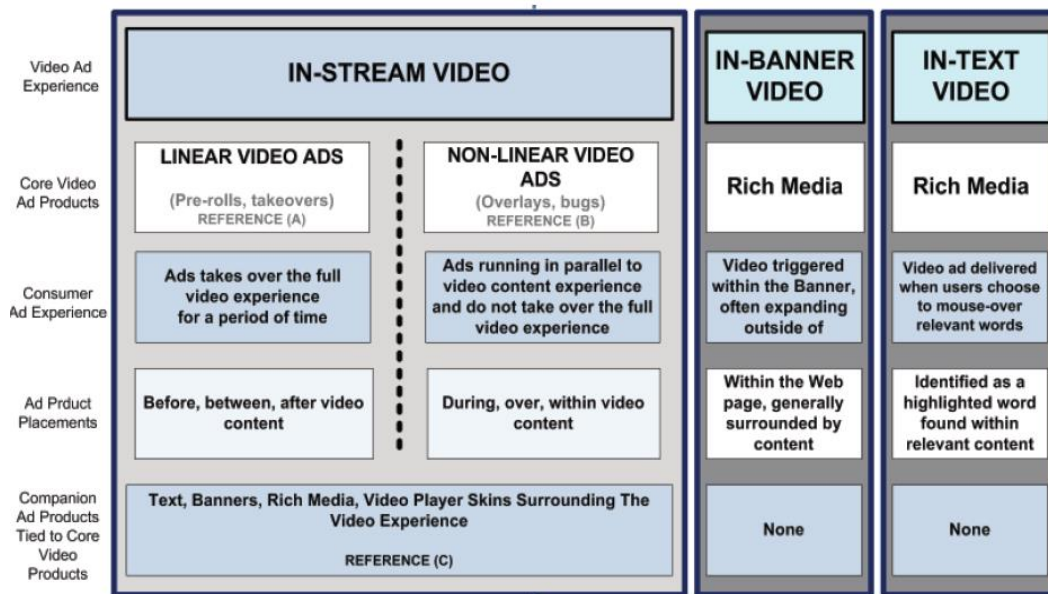 Video Ad
Experience
IN-STREAM VIDEO
IN-BANNER
VIDEO
IN-TEXT
VIDEO
Core Video
Ad Products
LINEAR VIDEO ADS
(Pre-rolls, takeovers)
REFERENCE (A)
NON-LINEAR VIDEO
ADS
(Overlays, bugs)
REFERENCE (B)
Rich Media
Rich Media
Consumer
Ad Experience
Ads takes over the full
video experience
for a period of time
Ads running in parallel to
video content experience
and do not take over the full
video experience
Video triggered
within the Banner,
often expanding
outside of
Video ad delivered
when users choose
to mouse-over
relevant words
Ad Prduct
Placements
Before, between, after video
content
During, over, within video
content
Within the Web
page, generally
surrounded by
content
Identified as a
highlighted word
found within
relevant content
Companion
Ad Products
Tied to Core
Video
Products
Text, Banners, Rich Media, Video Player Skins Surrounding The
Video Experience
REFERENCE (C)
None
None